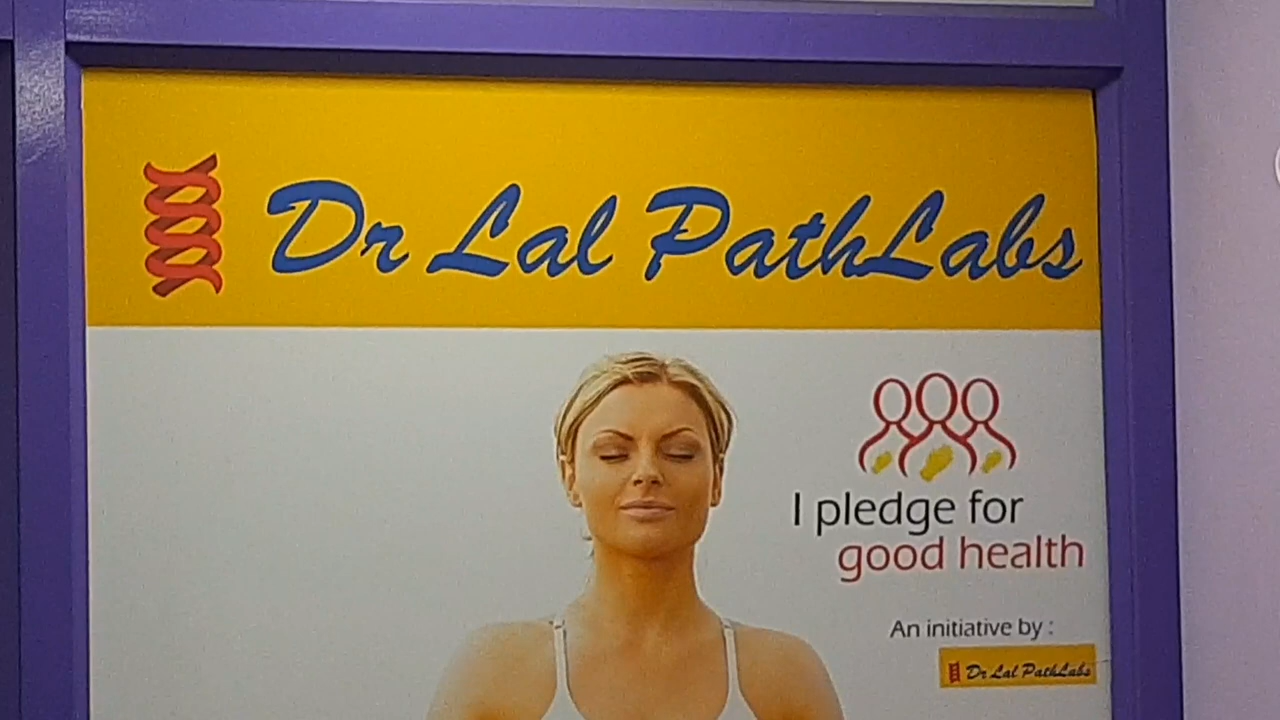 Dr Lal PathLabs
I pledge for
good health
An initiative by :
Dr Lal PathLabs